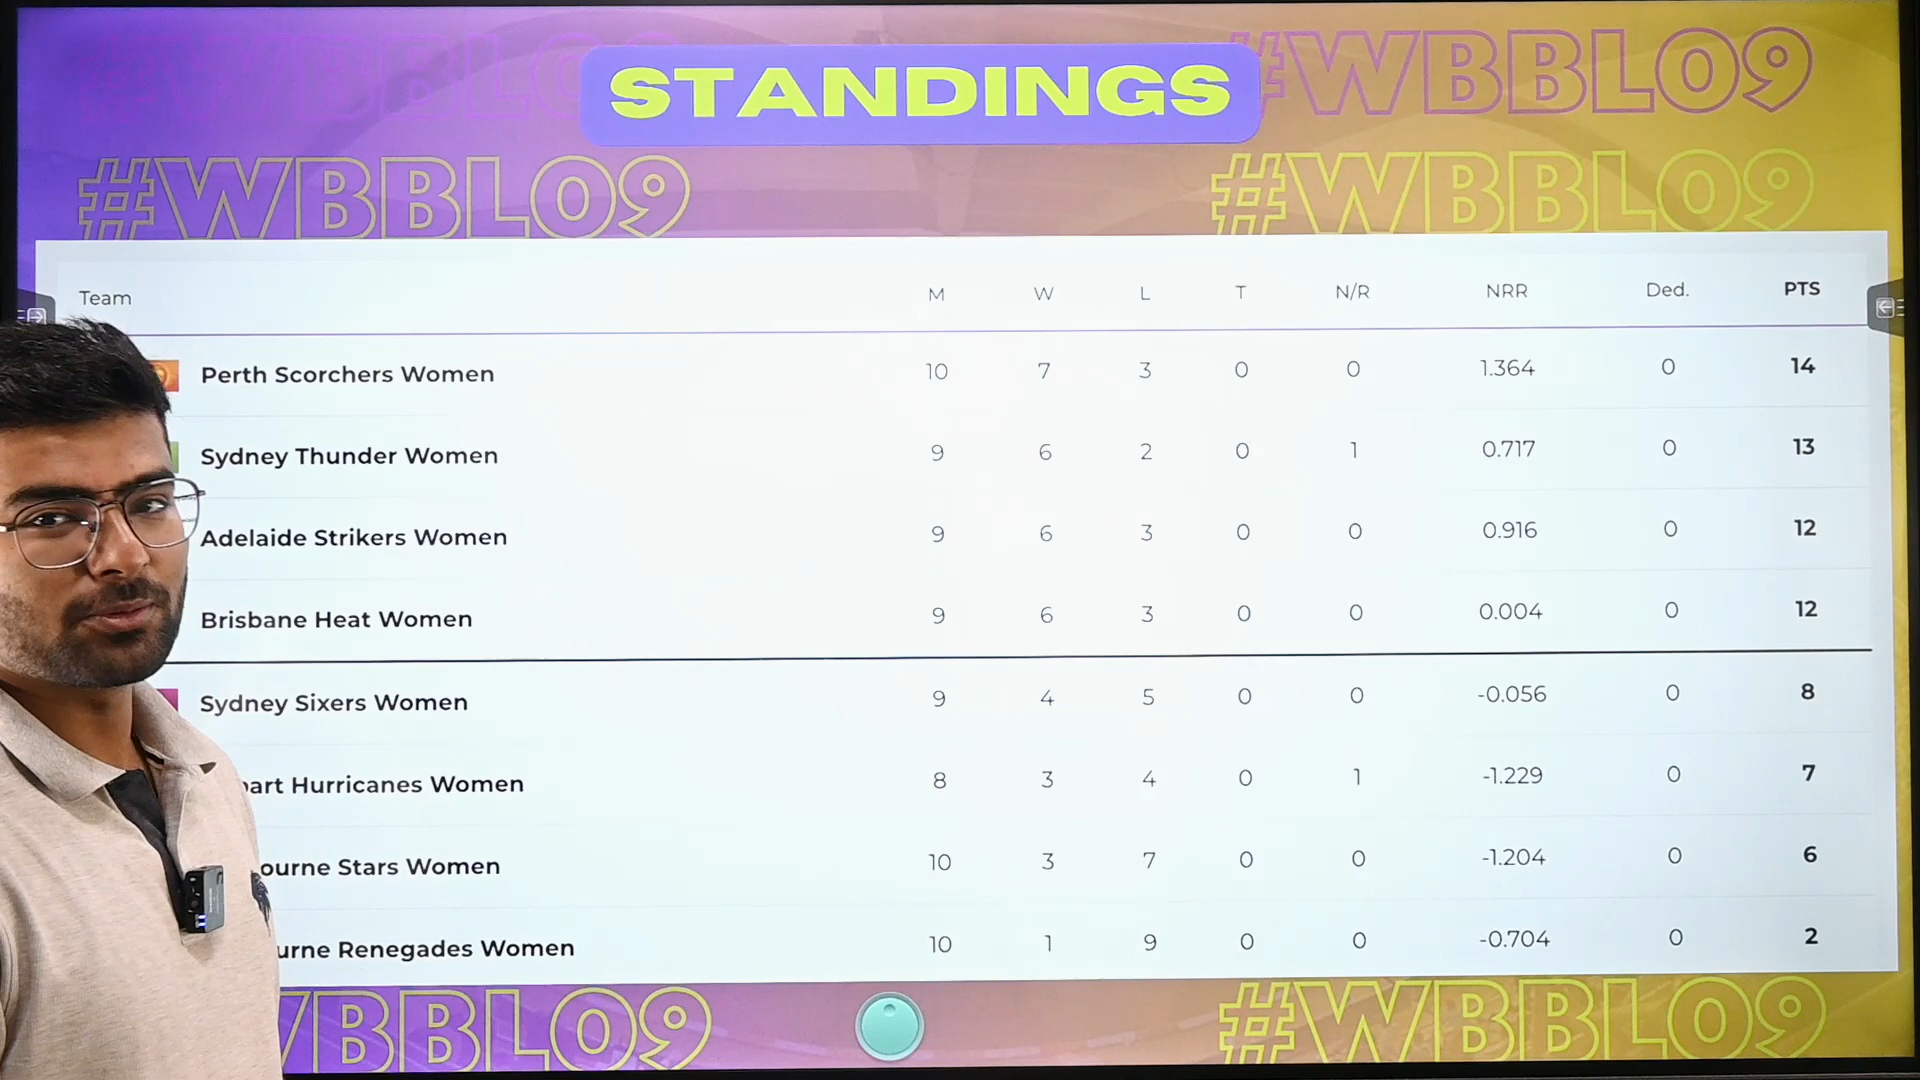 STANDINGS
#WBBL09
#WBBL09
#WBBL09
Team M W L T N/R NRR Ded. PTS
Perth Scorchers Women 10 7 3 0 0 1.364 0 14
Sydney Thunder Women 9 6 2 0 1 0.717 0 13
Adelaide Strikers Women 9 6 3 0 0 0.916 0 12
Brisbane Heat Women 9 6 3 0 0 0.004 0 12
Sydney Sixers Women 9 4 5 0 0 -0.056 0 8
art Hurricanes Women 8 3 4 0 1 -1.229 0 7
ourne Stars Women 10 3 7 0 0 -1.204 0 6
urne Renegades Women 10 1 9 0 0 -0.704 0 2
WBBL09
#WBBL09